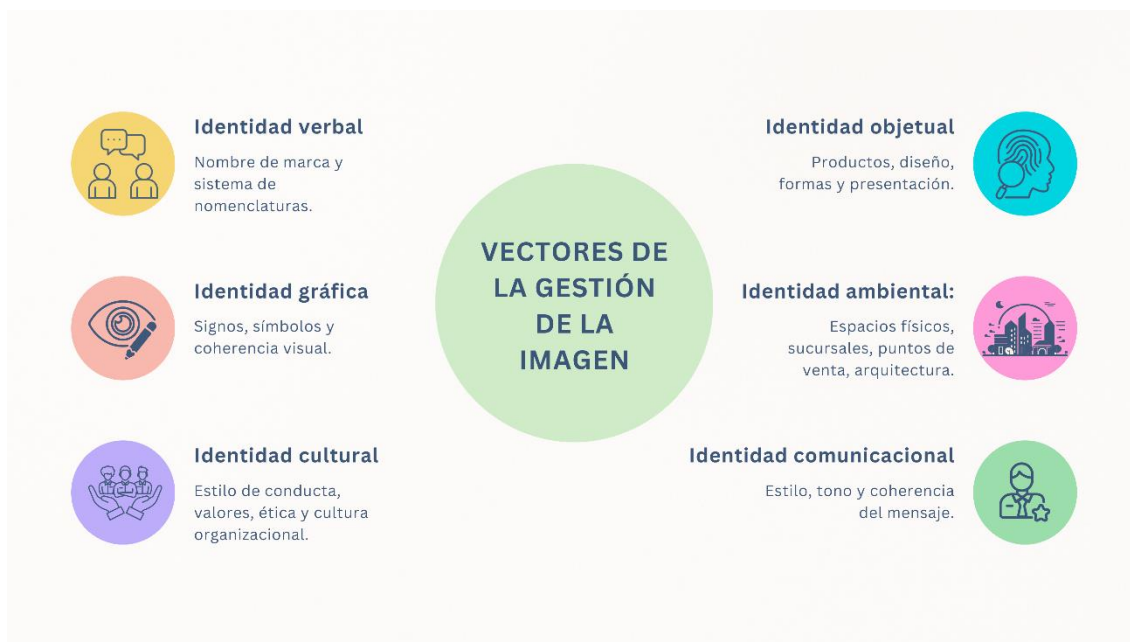 Identidad verbal
Nombre de marca y
sistema de
nomenclaturas.
Identidad gráfica
Signos, símbolos y
coherencia visual.
Identidad cultural
Estilo de conducta,
valores, ética y cultura
organizacional.
VECTORES DE
LA GESTIÓN
DE LA
IMAGEN
Identidad objetual
Productos, diseño,
formas y presentación.
Identidad ambiental:
Espacios físicos,
sucursales, puntos de
venta, arquitectura.
Identidad comunicacional
Estilo, tono y coherencia
del mensaje.